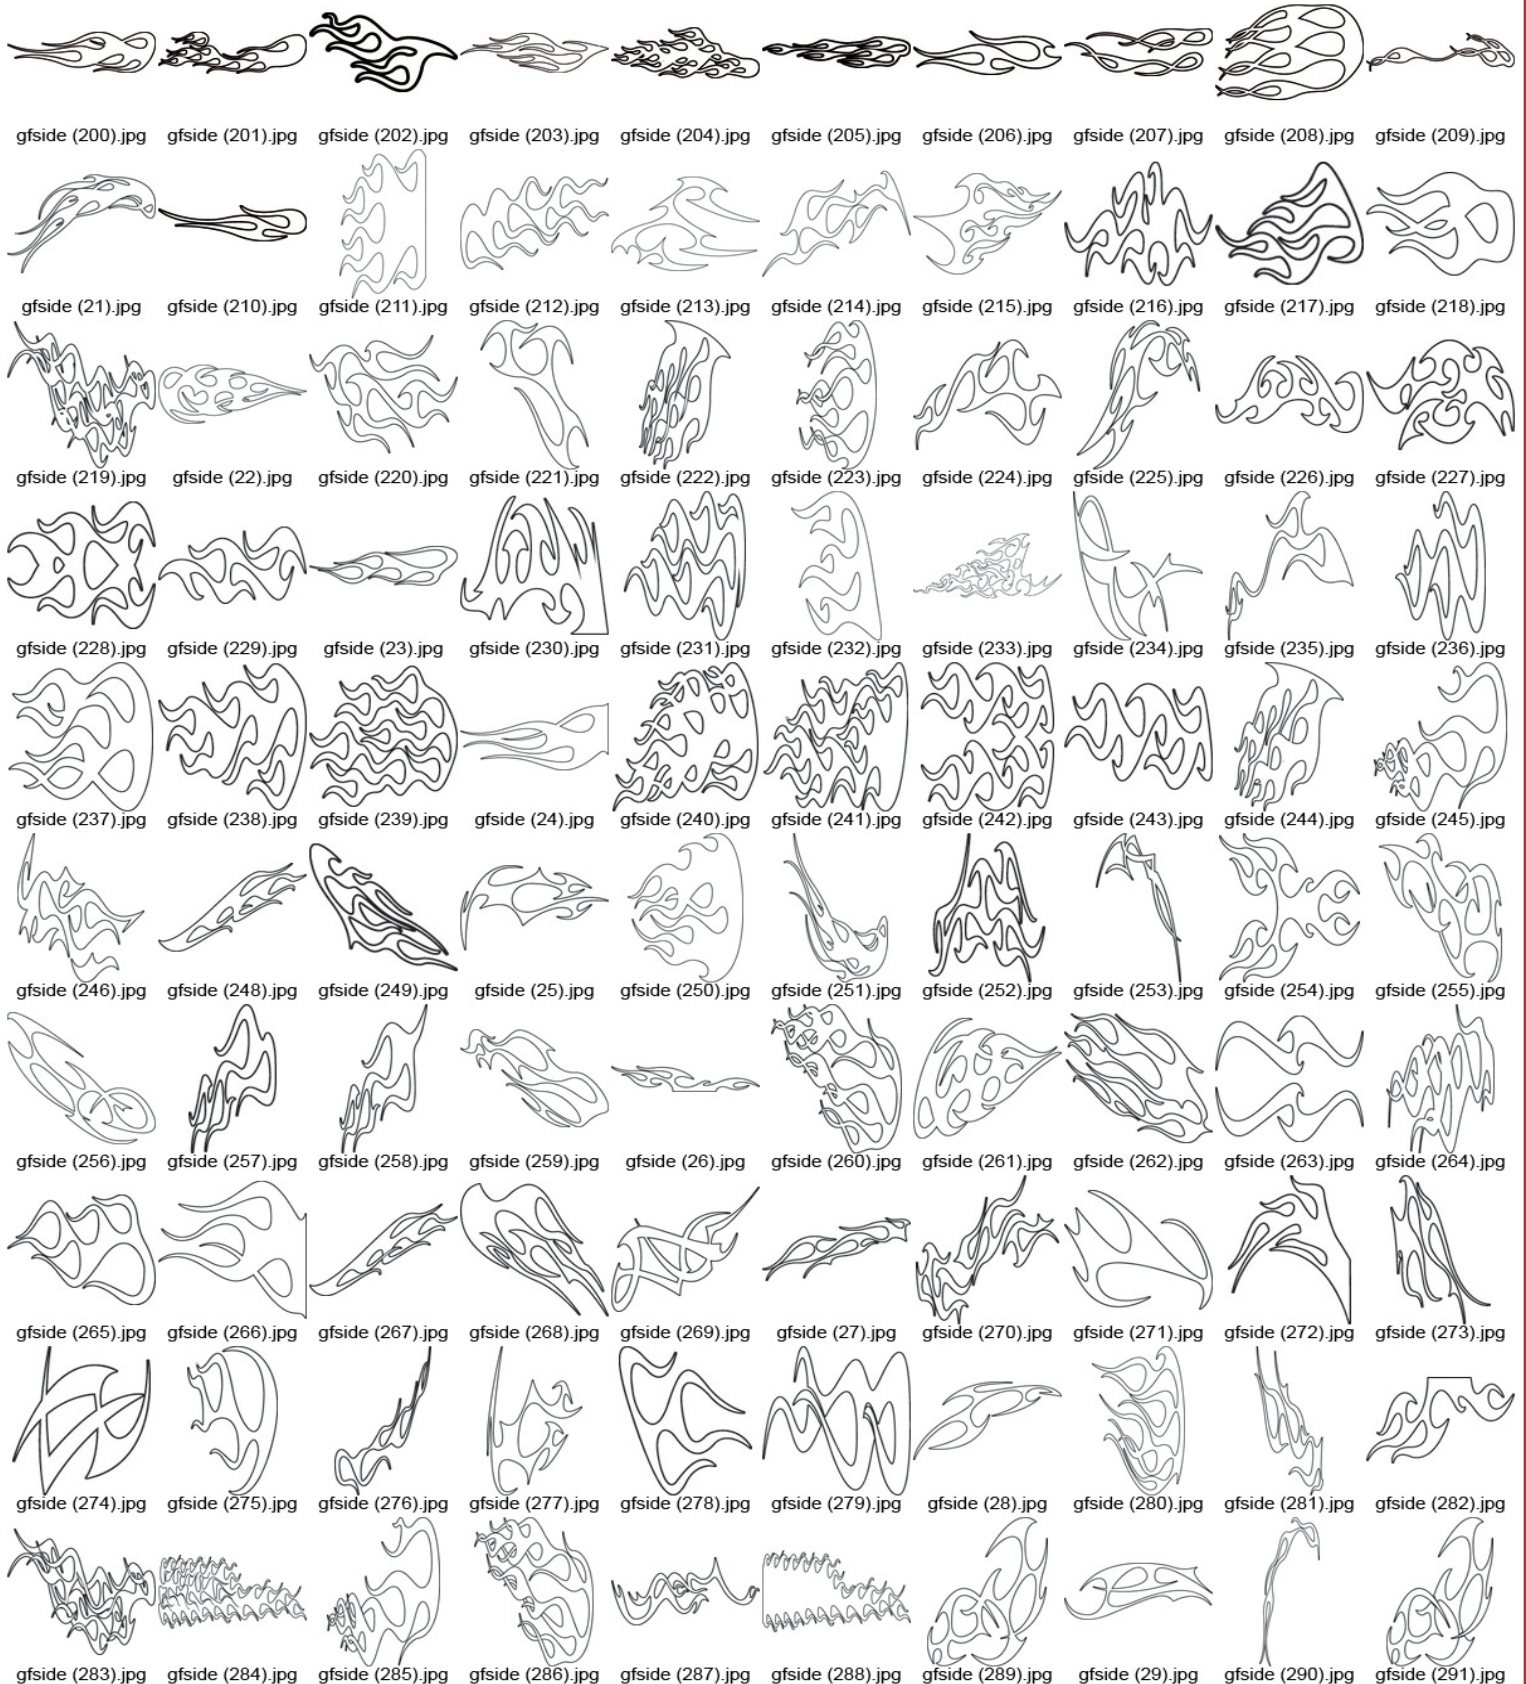 gfside (200).jpg gfside (201).jpg gfside (202).jpg gfside (203).jpg gfside (204).jpg gfside (205).jpg gfside (206).jpg gfside (207).jpg gfside (208).jpg gfside (209).jpg
gfside (21).jpg gfside (210).jpg gfside (211).jpg gfside (212).jpg gfside (213).jpg gfside (214).jpg gfside (215).jpg gfside (216).jpg gfside (217).jpg gfside (218).jpg
gfside (219).jpg gfside (22).jpg gfside (220).jpg gfside (221).jpg gfside (222).jpg gfside (223).jpg gfside (224).jpg gfside (225).jpg gfside (226).jpg gfside (227).jpg
gfside (228).jpg gfside (229).jpg gfside (23).jpg gfside (230).jpg gfside (231).jpg gfside (232).jpg gfside (233).jpg gfside (234).jpg gfside (235).jpg gfside (236).jpg
gfside (237).jpg gfside (238).jpg gfside (239).jpg gfside (24).jpg gfside (240).jpg gfside (241).jpg gfside (242).jpg gfside (243).jpg gfside (244).jpg gfside (245).jpg
gfside (246).jpg gfside (248).jpg gfside (249).jpg gfside (25).jpg gfside (250).jpg gfside (251).jpg gfside (252).jpg gfside (253).jpg gfside (254).jpg gfside (255).jpg
gfside (256).jpg gfside (257).jpg gfside (258).jpg gfside (259).jpg gfside (26).jpg gfside (260).jpg gfside (261).jpg gfside (262).jpg gfside (263).jpg gfside (264).jpg
gfside (265).jpg gfside (266).jpg gfside (267).jpg gfside (268).jpg gfside (269).jpg gfside (27).jpg gfside (270).jpg gfside (271).jpg gfside (272).jpg gfside (273).jpg
gfside (274).jpg gfside (275).jpg gfside (276).jpg gfside (277).jpg gfside (278).jpg gfside (279).jpg gfside (28).jpg gfside (280).jpg gfside (281).jpg gfside (282).jpg
gfside (283).jpg gfside (284).jpg gfside (285).jpg gfside (286).jpg gfside (287).jpg gfside (288).jpg gfside (289).jpg gfside (29).jpg gfside (290).jpg gfside (291).jpg